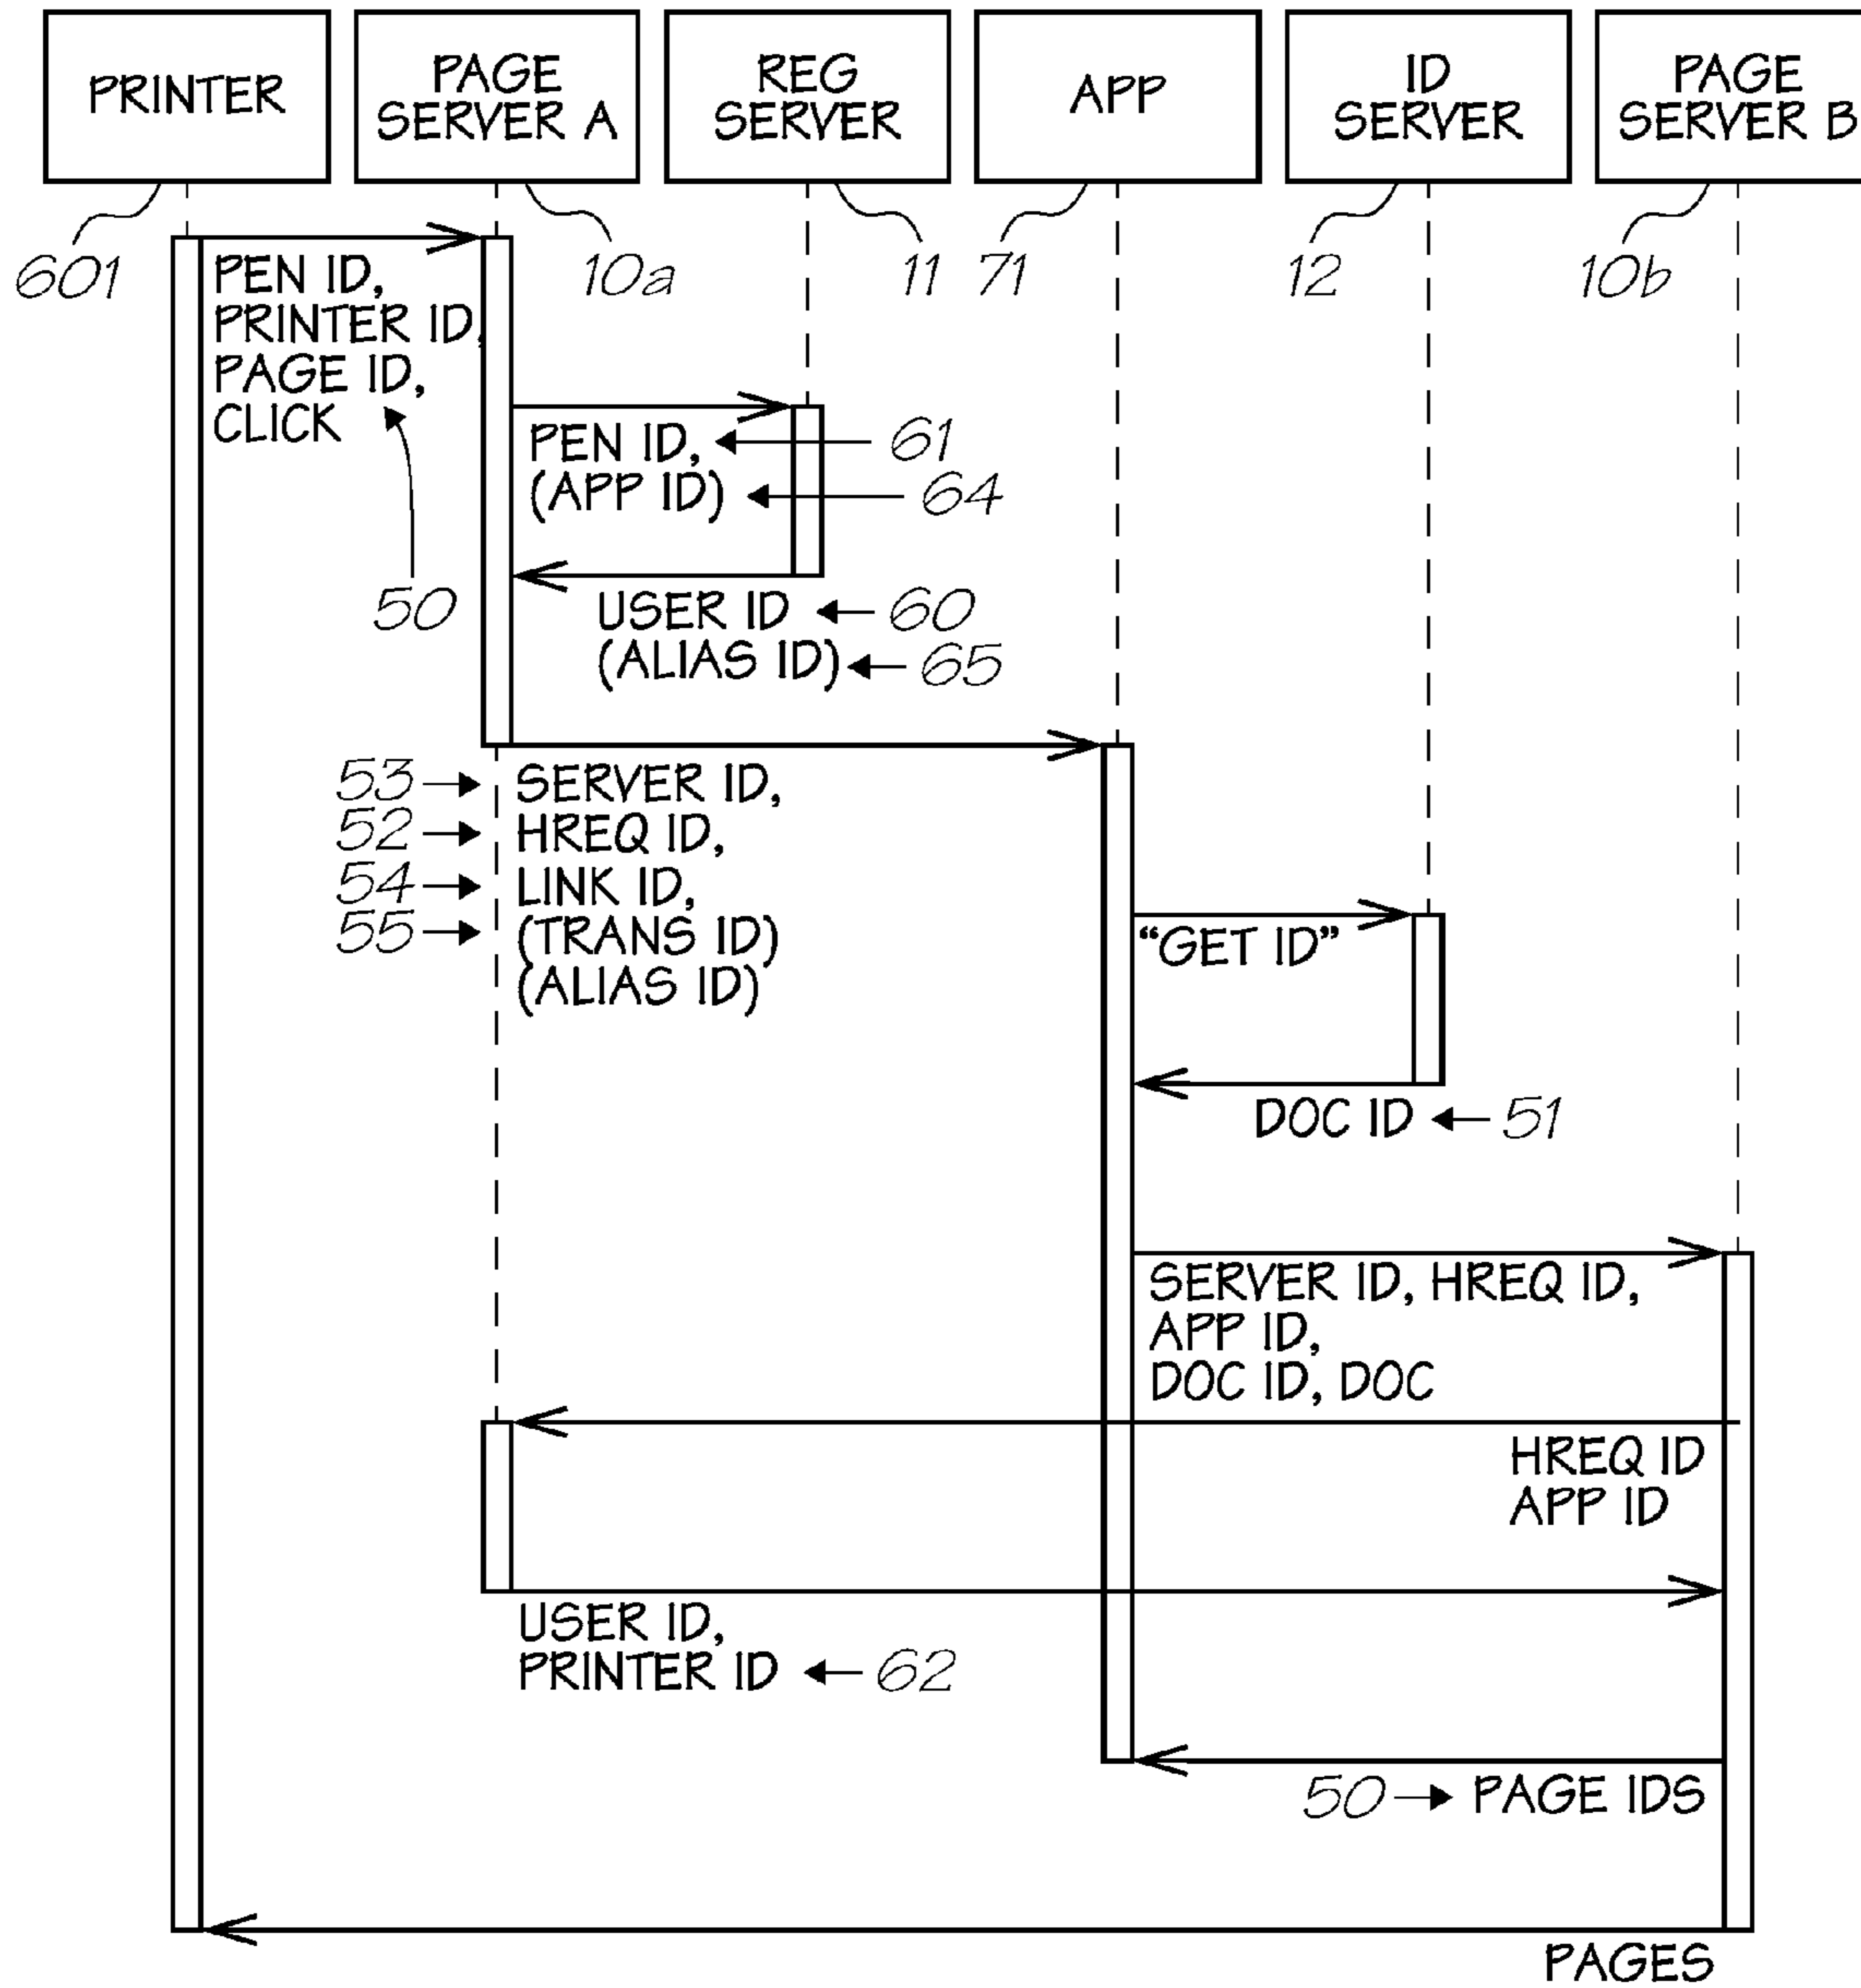 PRINTER
PAGE
SERVER A
REG
SERVER
APP
ID
SERVER
PAGE
SERVER B
601
10a
11
71
12
10b
PEN ID,
PRINTER ID,
PAGE ID,
CLICK
50
PEN ID,
61
(APP ID)
64
USER ID
60
(ALIAS ID)
65
53
SERVER ID,
52
HREQ ID,
54
LINK ID,
55
(TRANS ID)
(ALIAS ID)
“GET ID”
DOC ID
51
SERVER ID, HREQ ID,
APP ID,
DOC ID, DOC
HREQ ID
APP ID
USER ID,
PRINTER ID
62
50
PAGE IDS
PAGES